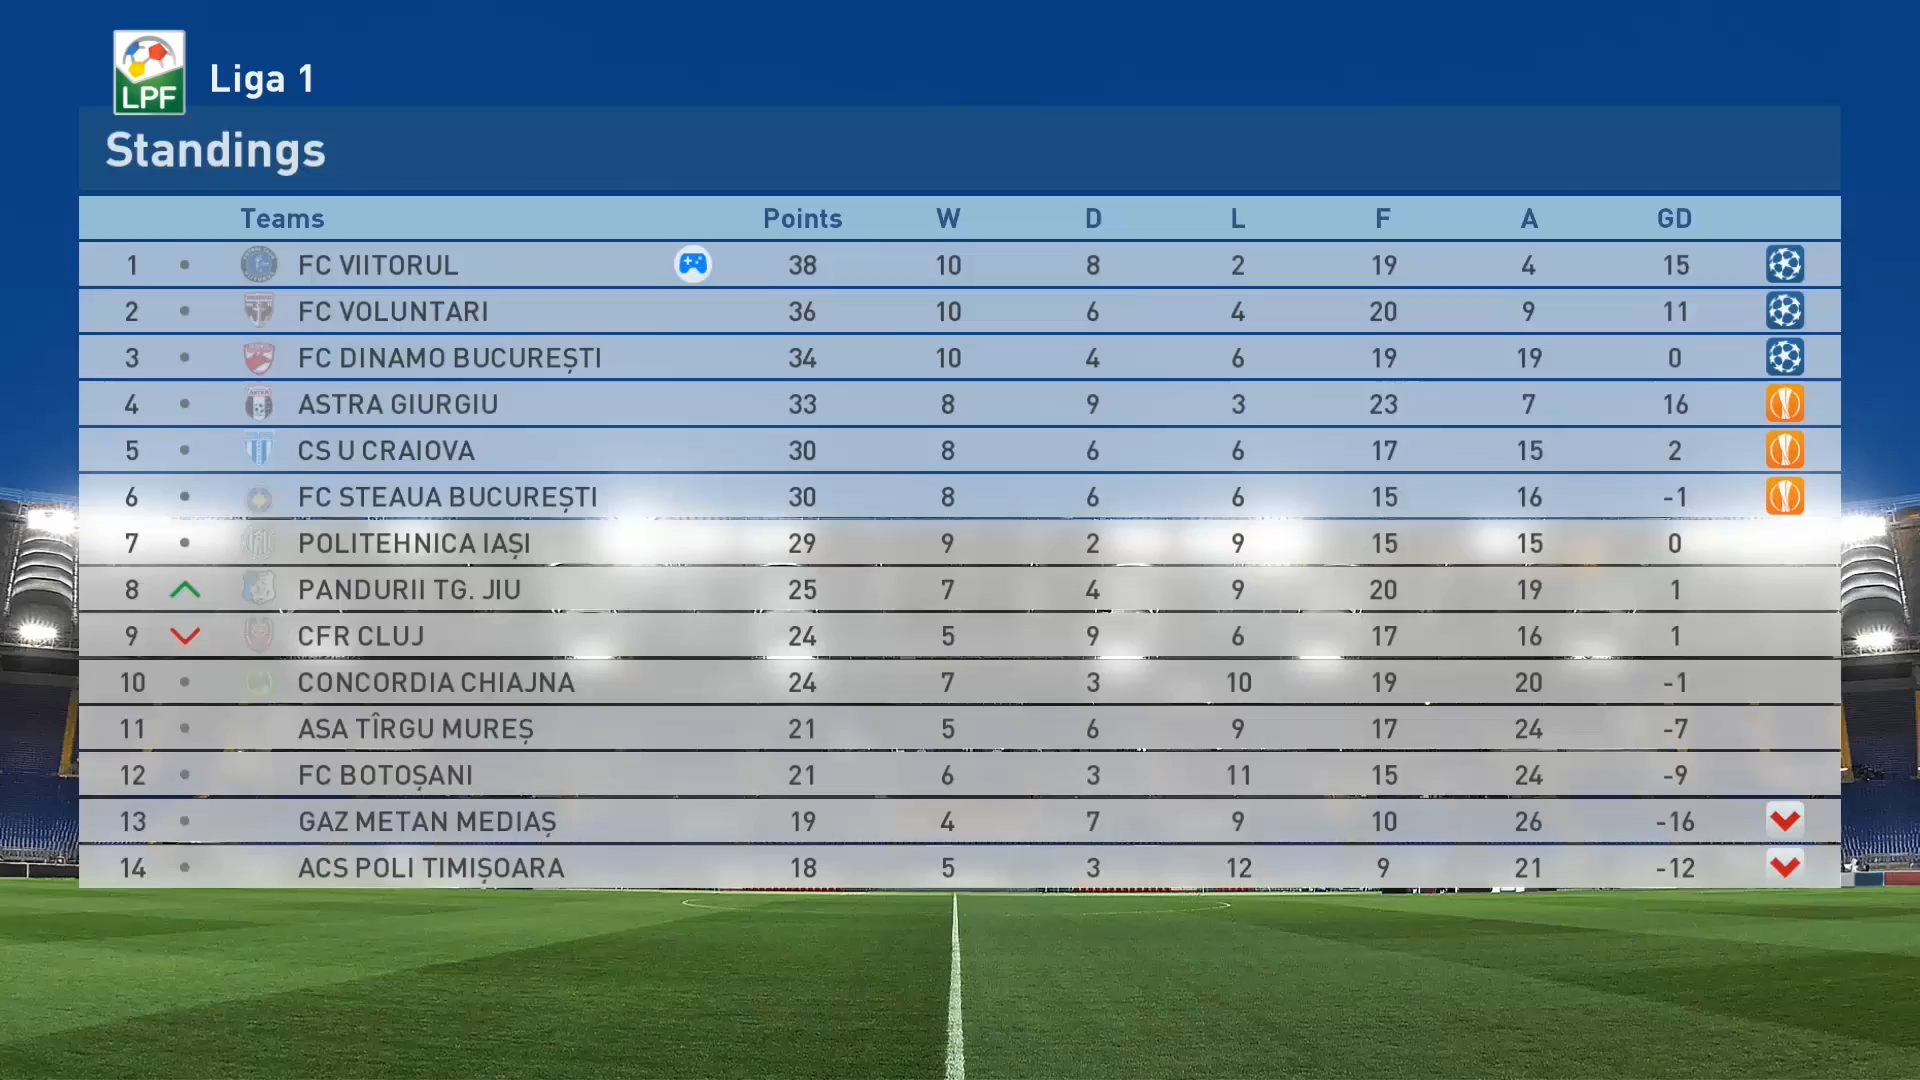 LPF
Liga 1
Standings
Teams Points W D L F A GD
1 FC VIITORUL 38 10 8 2 19 4 15
2 FC VOLUNTARI 36 10 6 4 20 9 11
3 FC DINAMO BUCUREȘTI 34 10 4 6 19 19 0
4 ASTRA GIURGIU 33 8 9 3 23 7 16
5 CS U CRAIOVA 30 8 6 6 17 15 2
6 FC STEAUA BUCUREȘTI 30 8 6 6 15 16 -1
7 POLITEHNICA IAȘI 29 9 2 9 15 15 0
8 PANDURII TG. JIU 25 7 4 9 20 19 1
9 CFR CLUJ 24 5 9 6 17 16 1
10 CONCORDIA CHIAJNA 24 7 3 10 19 20 -1
11 ASA TÎRGU MUREȘ 21 5 6 9 17 24 -7
12 FC BOTOȘANI 21 6 3 11 15 24 -9
13 GAZ METAN MEDIAȘ 19 4 7 9 10 26 -16
14 ACS POLI TIMIȘOARA 18 5 3 12 9 21 -12